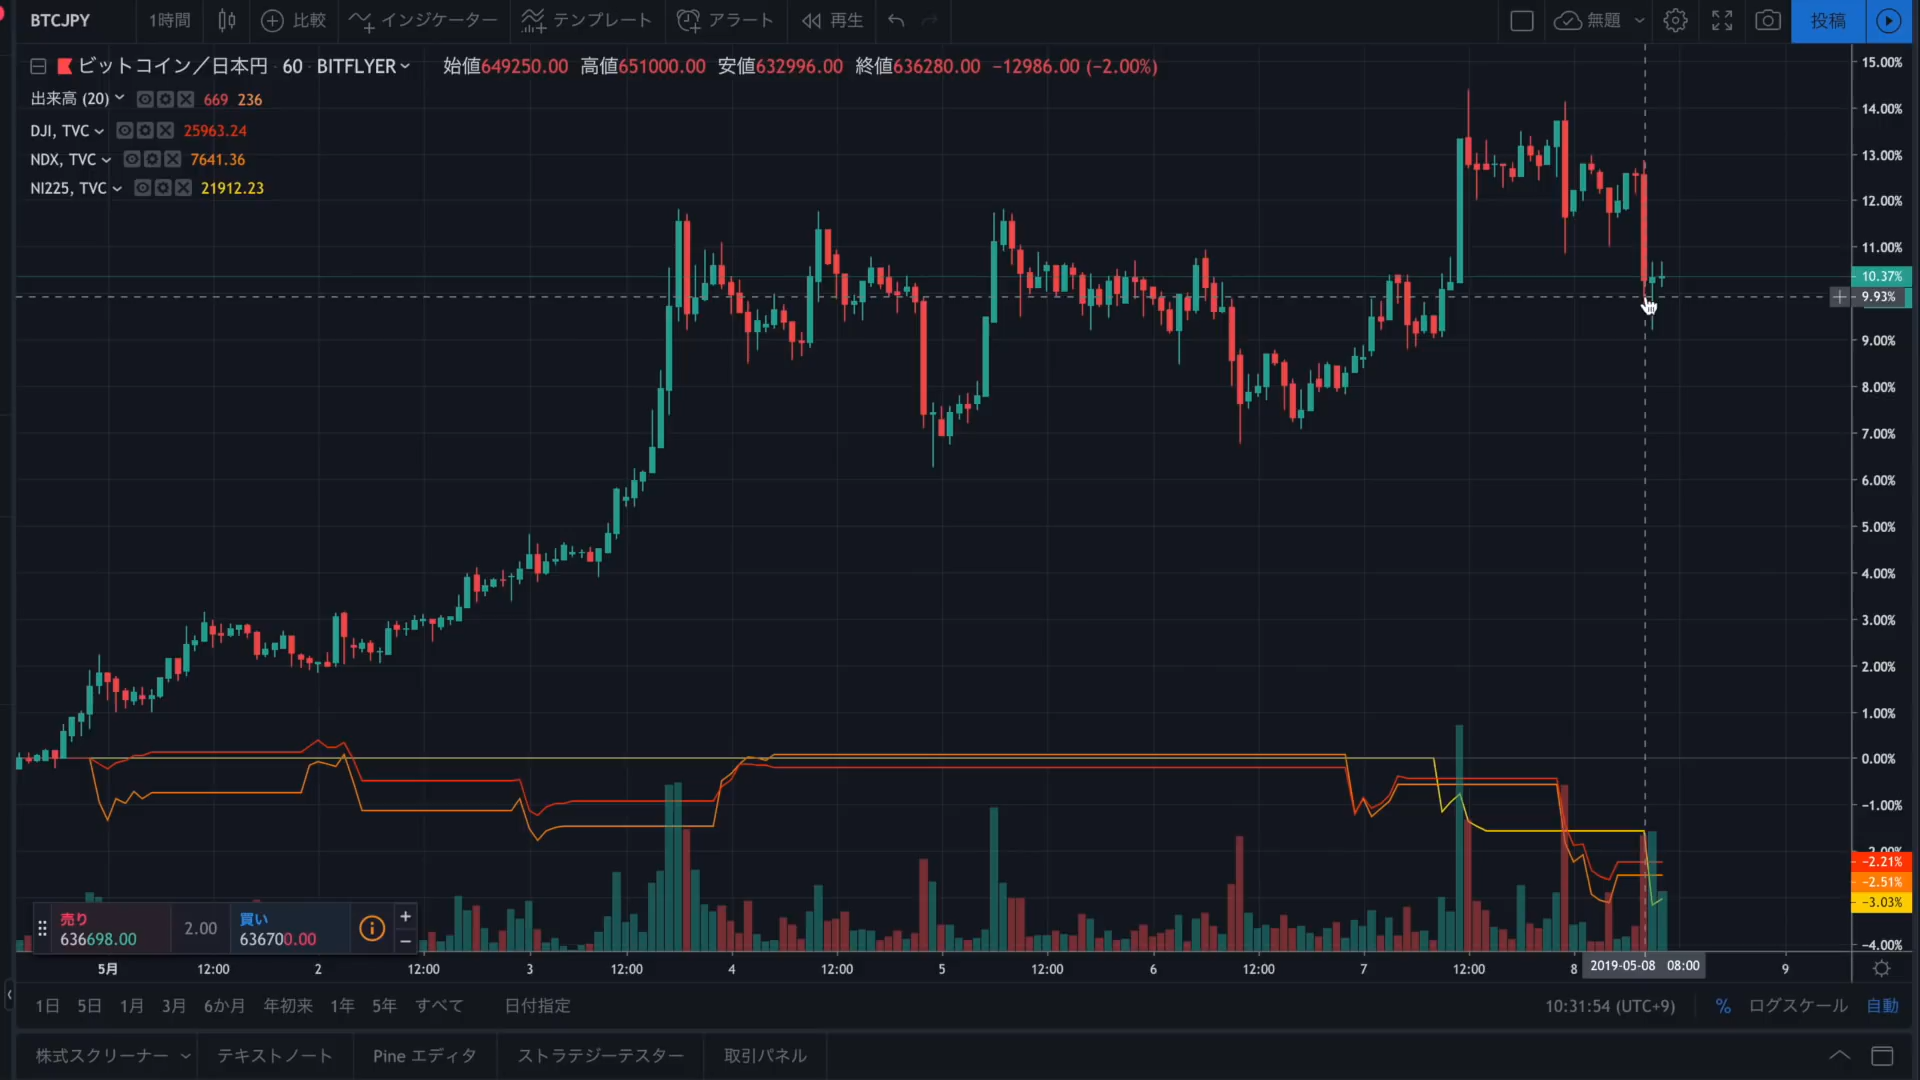 BTCJPY 1時間 比較 インジケーター テンプレート アラート 再生 無題 投稿
ビットコイン／日本円 60 BITFLYER 始値649250.00 高値651000.00 安値632996.00 終値636280.00 −12986.00 (−2.00%)
出来高 (20) 669 236
DJI, TVC 25963.24
NDX, TVC 7641.36
NI225, TVC 21912.23
15.00%
14.00%
13.00%
12.00%
11.00%
10.37%
9.93%
9.00%
8.00%
7.00%
6.00%
5.00%
4.00%
3.00%
2.00%
1.00%
0.00%
−1.00%
−2.00%
−2.21%
−2.51%
−3.03%
−4.00%
売り 2.00 買い
636698.00 636700.00
5月 12:00 2 12:00 3 12:00 4 12:00 5 12:00 6 12:00 7 12:00 8 2019-05-08 08:00 9
1日 5日 1月 3月 6か月 年初来 1年 5年 すべて 日付指定 10:31:54 (UTC+9) % ログスケール 自動
株式スクリーナー テキストノート Pine エディタ ストラテジーテスター 取引パネル